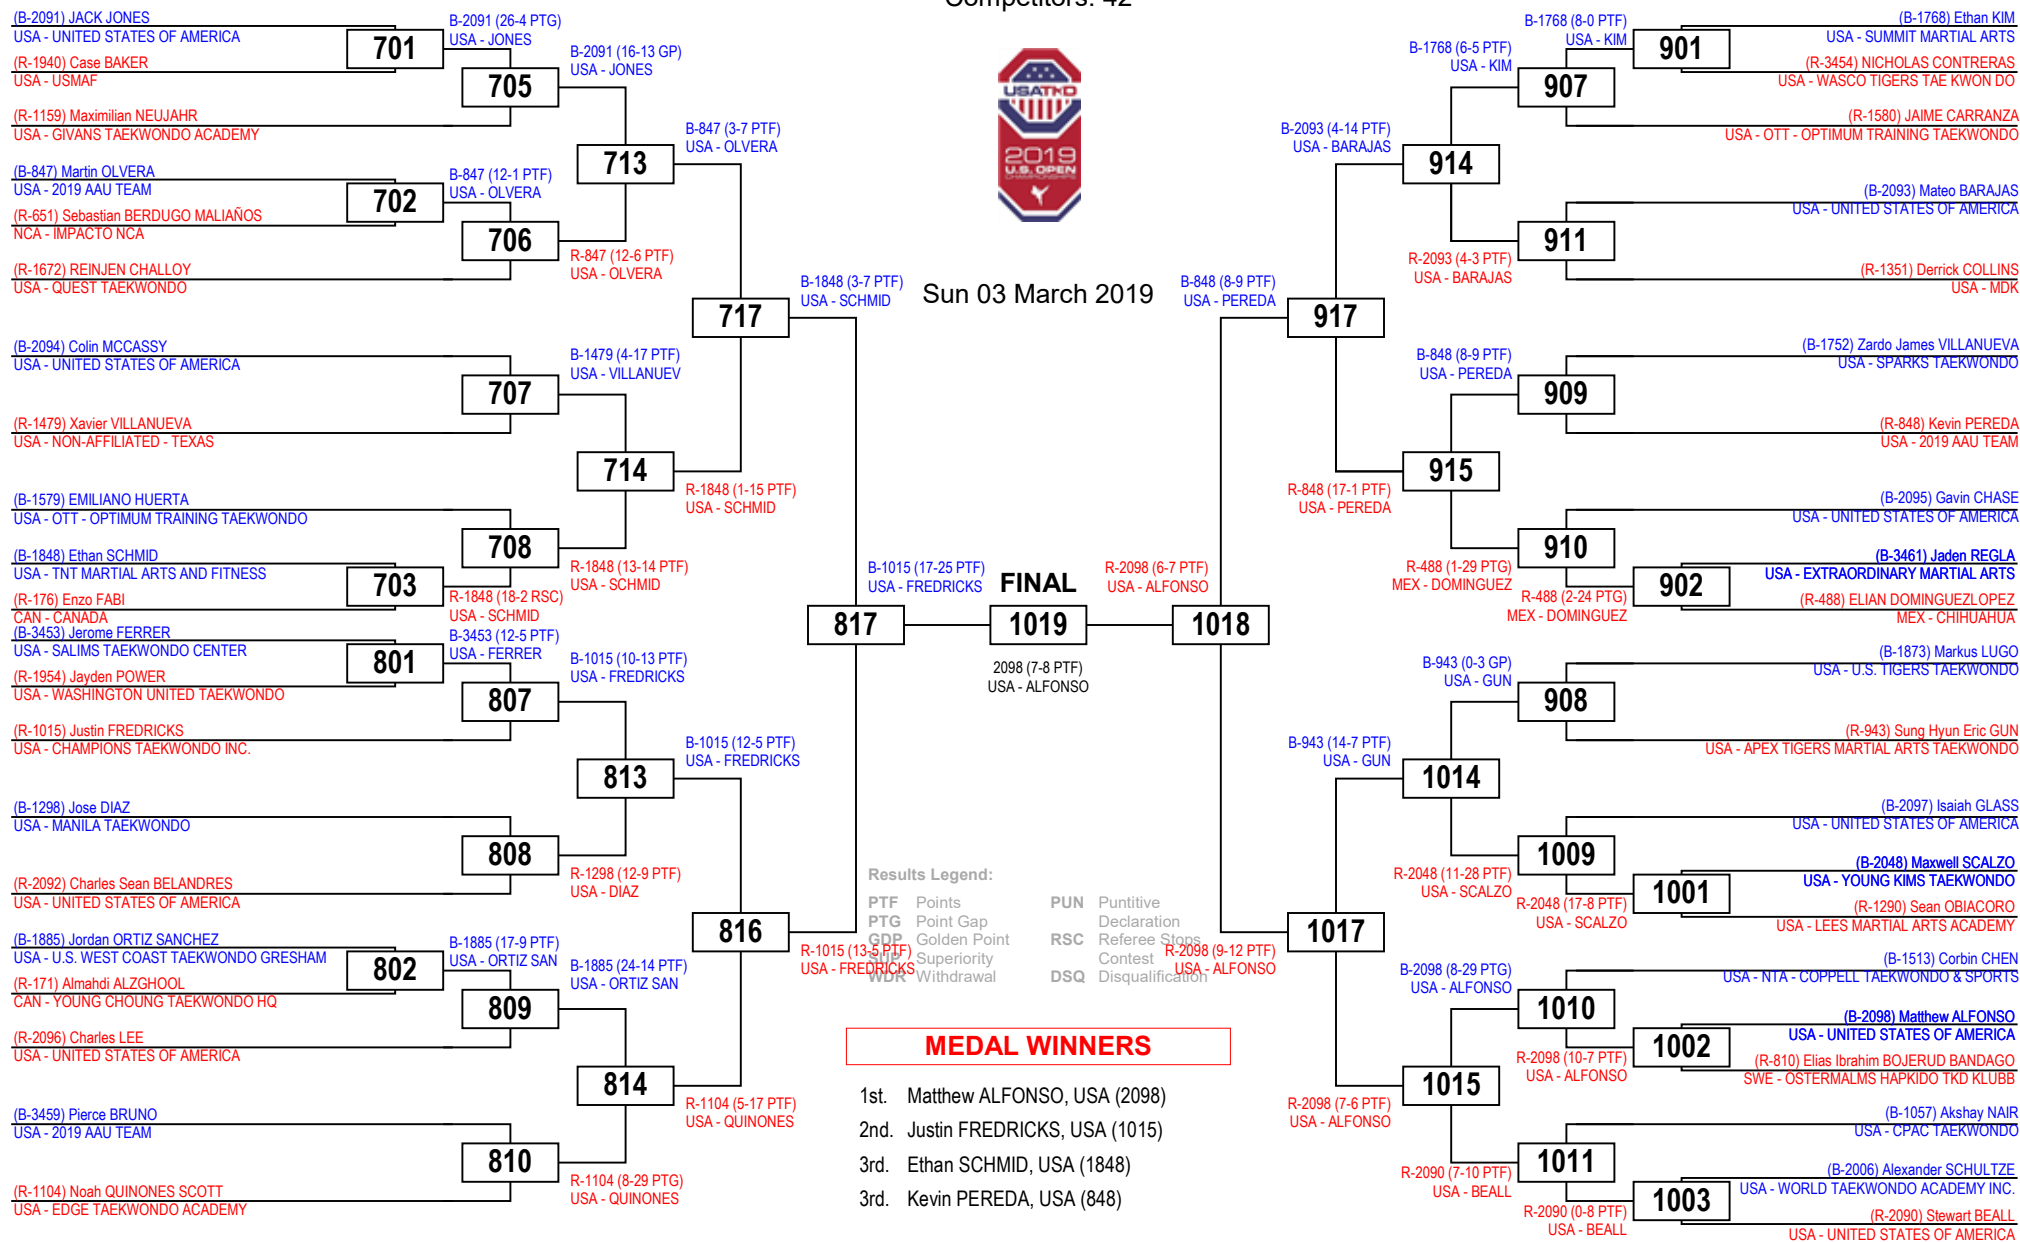 Competitors: 42
(B-2091) JACK JONES
USA - UNITED STATES OF AMERICA
701
(R-1940) Case BAKER
USA - USMAF
B-2091 (26-4 PTG)
USA - JONES
705
(R-1159) Maximilian NEUJAHR
USA - GIVANS TAEKWONDO ACADEMY
B-2091 (16-13 GP)
USA - JONES
713
(B-847) Martin OLVERA
USA - 2019 AAU TEAM
702
(R-651) Sebastian BERDUGO MALIAÑOS
NCA - IMPACTO NCA
B-847 (12-1 PTF)
USA - OLVERA
706
(R-1672) REINJEN CHALLOY
USA - QUEST TAEKWONDO
R-847 (12-6 PTF)
USA - OLVERA
B-847 (3-7 PTF)
USA - OLVERA
717
(B-2094) Colin MCCASSY
USA - UNITED STATES OF AMERICA
707
(R-1479) Xavier VILLANUEVA
USA - NON-AFFILIATED - TEXAS
B-1479 (4-17 PTF)
USA - VILLANUEV
714
(B-1579) EMILIANO HUERTA
USA - OTT - OPTIMUM TRAINING TAEKWONDO
708
(B-1848) Ethan SCHMID
USA - TNT MARTIAL ARTS AND FITNESS
703
(R-176) Enzo FABI
CAN - CANADA
R-1848 (18-2 RSC)
USA - SCHMID
R-1848 (13-14 PTF)
USA - SCHMID
R-1848 (1-15 PTF)
USA - SCHMID
B-1848 (3-7 PTF)
USA - SCHMID
817
(B-3453) Jerome FERRER
USA - SALIMS TAEKWONDO CENTER
801
(R-1954) Jayden POWER
USA - WASHINGTON UNITED TAEKWONDO
B-3453 (12-5 PTF)
USA - FERRER
807
(R-1015) Justin FREDRICKS
USA - CHAMPIONS TAEKWONDO INC.
B-1015 (10-13 PTF)
USA - FREDRICKS
813
(B-1298) Jose DIAZ
USA - MANILA TAEKWONDO
808
(R-2092) Charles Sean BELANDRES
USA - UNITED STATES OF AMERICA
R-1298 (12-9 PTF)
USA - DIAZ
B-1015 (12-5 PTF)
USA - FREDRICKS
816
(B-1885) Jordan ORTIZ SANCHEZ
USA - U.S. WEST COAST TAEKWONDO GRESHAM
802
(R-171) Almahdi ALZGHOOL
CAN - YOUNG CHOUNG TAEKWONDO HQ
B-1885 (17-9 PTF)
USA - ORTIZ SAN
809
(R-2096) Charles LEE
USA - UNITED STATES OF AMERICA
B-1885 (24-14 PTF)
USA - ORTIZ SAN
814
(B-3459) Pierce BRUNO
USA - 2019 AAU TEAM
810
(R-1104) Noah QUINONES SCOTT
USA - EDGE TAEKWONDO ACADEMY
R-1104 (8-29 PTG)
USA - QUINONES
R-1104 (5-17 PTF)
USA - QUINONES
R-1015 (13-5 PTF)
USA - FREDRICKS
B-1015 (17-25 PTF)
USA - FREDRICKS
USATKD
2019
U.S. OPEN
CHAMPIONSHIPS
Sun 03 March 2019
FINAL
1019
2098 (7-8 PTF)
USA - ALFONSO
R-2098 (6-7 PTF)
USA - ALFONSO
1018
B-848 (8-9 PTF)
USA - PEREDA
917
B-2093 (4-14 PTF)
USA - BARAJAS
914
B-1768 (6-5 PTF)
USA - KIM
907
B-1768 (8-0 PTF)
USA - KIM
901
(B-1768) Ethan KIM
USA - SUMMIT MARTIAL ARTS
(R-3454) NICHOLAS CONTRERAS
USA - WASCO TIGERS TAE KWON DO
(R-1580) JAIME CARRANZA
USA - OTT - OPTIMUM TRAINING TAEKWONDO
(B-2093) Mateo BARAJAS
USA - UNITED STATES OF AMERICA
911
R-2093 (4-3 PTF)
USA - BARAJAS
(R-1351) Derrick COLLINS
USA - MDK
(B-1752) Zardo James VILLANUEVA
USA - SPARKS TAEKWONDO
B-848 (8-9 PTF)
USA - PEREDA
909
(R-848) Kevin PEREDA
USA - 2019 AAU TEAM
915
R-848 (17-1 PTF)
USA - PEREDA
(B-2095) Gavin CHASE
USA - UNITED STATES OF AMERICA
910
R-488 (1-29 PTG)
MEX - DOMINGUEZ
(B-3461) Jaden REGLA
USA - EXTRAORDINARY MARTIAL ARTS
902
R-488 (2-24 PTG)
MEX - DOMINGUEZ
(R-488) ELIAN DOMINGUEZLOPEZ
MEX - CHIHUAHUA
(B-1873) Markus LUGO
USA - U.S. TIGERS TAEKWONDO
B-943 (0-3 GP)
USA - GUN
908
(R-943) Sung Hyun Eric GUN
USA - APEX TIGERS MARTIAL ARTS TAEKWONDO
B-943 (14-7 PTF)
USA - GUN
1014
(B-2097) Isaiah GLASS
USA - UNITED STATES OF AMERICA
1009
R-2048 (11-28 PTF)
USA - SCALZO
(B-2048) Maxwell SCALZO
USA - YOUNG KIMS TAEKWONDO
1001
R-2048 (17-8 PTF)
USA - SCALZO
(R-1290) Sean OBIACORO
USA - LEES MARTIAL ARTS ACADEMY
1017
R-2098 (9-12 PTF)
USA - ALFONSO
(B-1513) Corbin CHEN
USA - NTA - COPPELL TAEKWONDO & SPORTS
B-2098 (8-29 PTG)
USA - ALFONSO
1010
(B-2098) Matthew ALFONSO
USA - UNITED STATES OF AMERICA
1002
R-2098 (10-7 PTF)
USA - ALFONSO
(R-810) Elias Ibrahim BOJERUD BANDAGO
SWE - OSTERMALMS HAPKIDO TKD KLUBB
1015
R-2098 (7-6 PTF)
USA - ALFONSO
(B-1057) Akshay NAIR
USA - CPAC TAEKWONDO
1011
R-2090 (7-10 PTF)
USA - BEALL
(B-2006) Alexander SCHULTZE
USA - WORLD TAEKWONDO ACADEMY INC.
1003
R-2090 (0-8 PTF)
USA - BEALL
(R-2090) Stewart BEALL
USA - UNITED STATES OF AMERICA
Results Legend:
PTF Points
PTG Point Gap
GDP Golden Point
SUP Superiority
WDR Withdrawal
PUN Puntitive
Declaration
RSC Referee Stops
Contest
DSQ Disqualification
MEDAL WINNERS
1st. Matthew ALFONSO, USA (2098)
2nd. Justin FREDRICKS, USA (1015)
3rd. Ethan SCHMID, USA (1848)
3rd. Kevin PEREDA, USA (848)